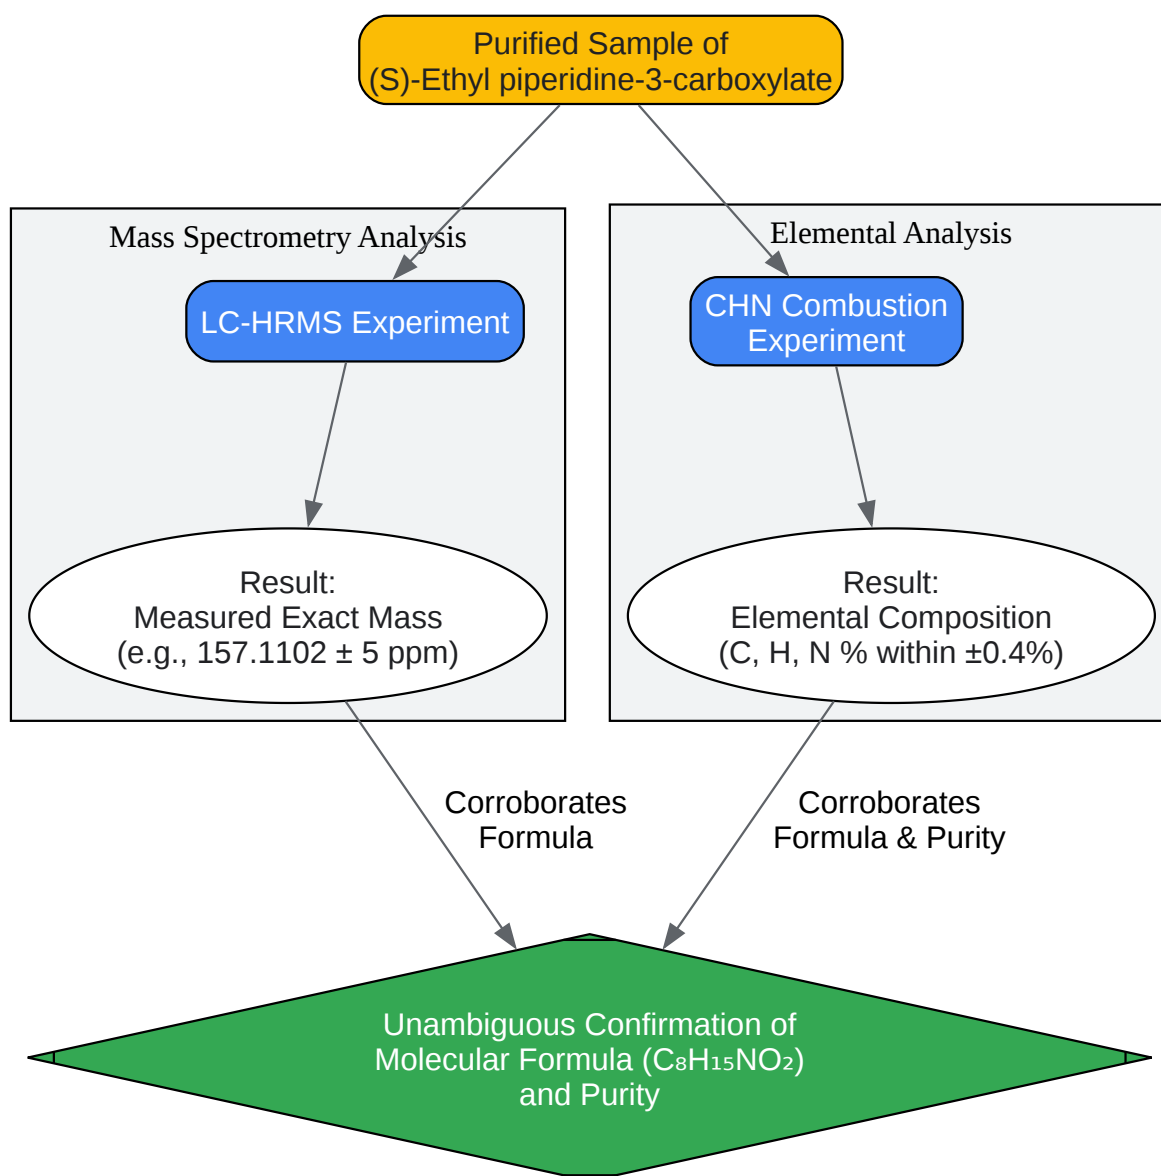 Purified Sample of
(S)-Ethyl piperidine-3-carboxylate
Mass Spectrometry Analysis
LC-HRMS Experiment
Result:
Measured Exact Mass
(e.g., 157.1102 ± 5 ppm)
Corroborates
Formula
Elemental Analysis
CHN Combustion
Experiment
Result:
Elemental Composition
(C, H, N % within ±0.4%)
Corroborates
Formula & Purity
Unambiguous Confirmation of
Molecular Formula (C₈H₁₅NO₂)
and Purity